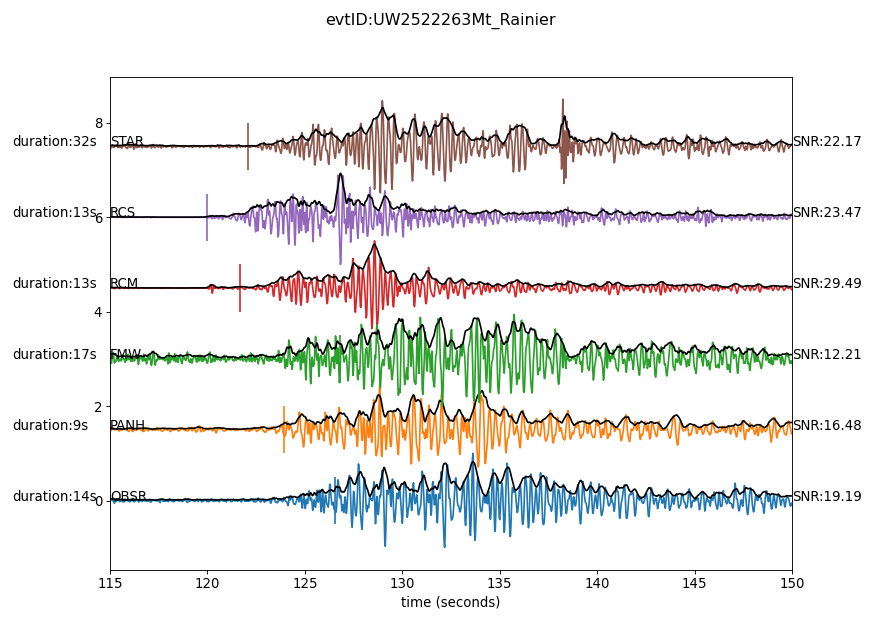 evtID:UW2522263Mt_Rainier
8
duration:32s STAR SNR:22.17
duration:13s RCS SNR:23.47
6
duration:13s RCM SNR:29.49
4
duration:17s FMW SNR:12.21
2
duration:9s PANH SNR:16.48
duration:14s OBSR SNR:19.19
0
115 120 125 130 135 140 145 150
time (seconds)